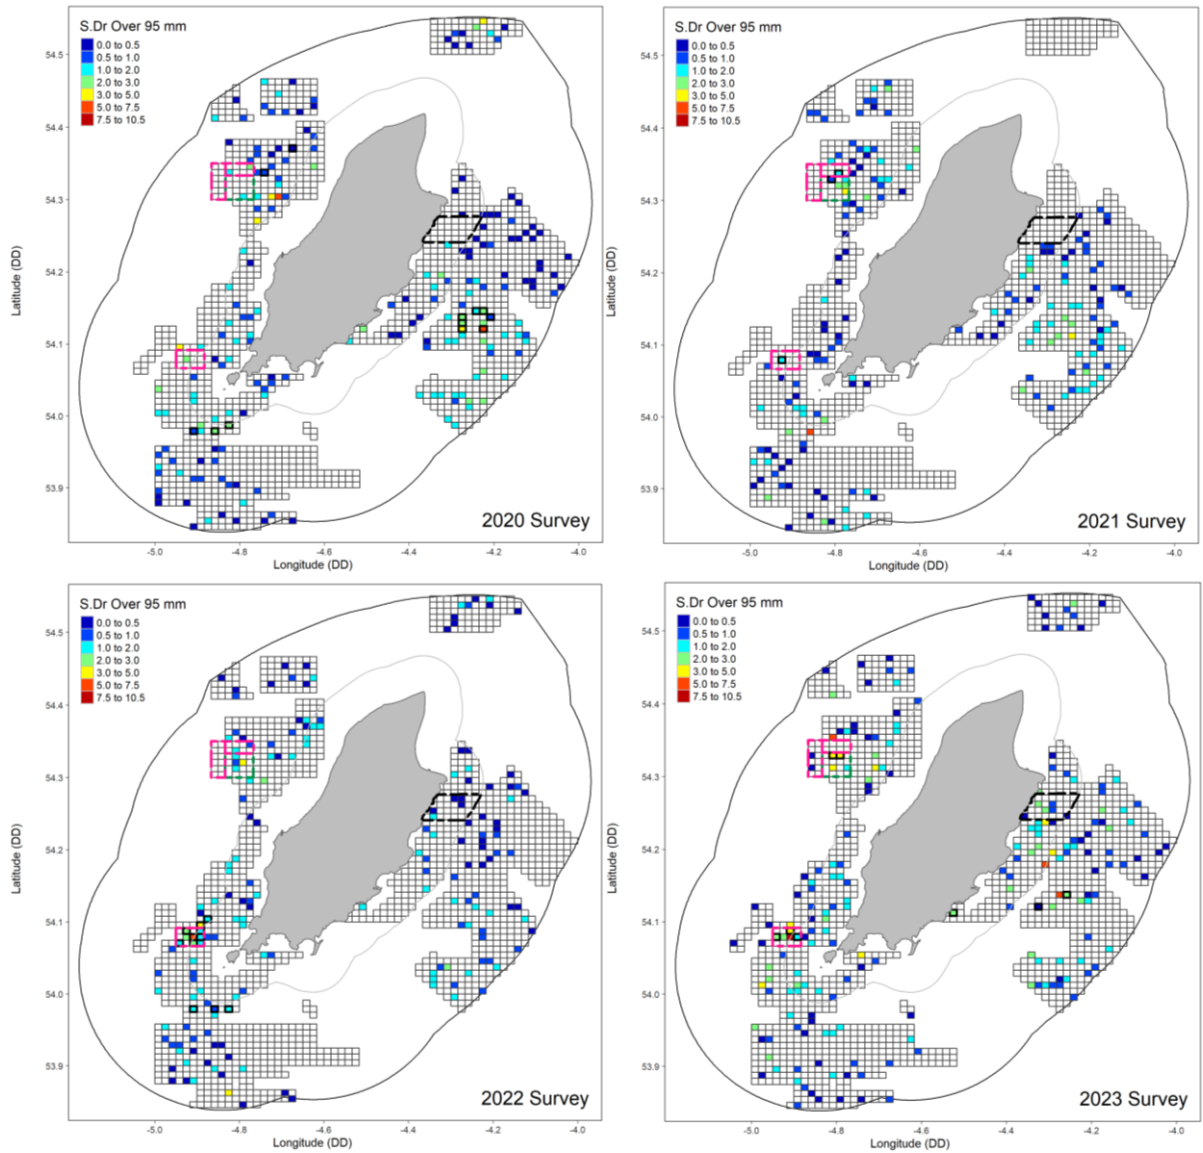 S.Dr Over 95 mm
0.0 to 0.5
0.5 to 1.0
1.0 to 2.0
2.0 to 3.0
3.0 to 5.0
5.0 to 7.5
7.5 to 10.5
54.5
54.4
54.3
54.2
54.1
54.0
53.9
Latitude (DD)
2020 Survey
-5.0 -4.8 -4.6 -4.4 -4.2 -4.0
Longitude (DD)
S.Dr Over 95 mm
0.0 to 0.5
0.5 to 1.0
1.0 to 2.0
2.0 to 3.0
3.0 to 5.0
5.0 to 7.5
7.5 to 10.5
54.5
54.4
54.3
54.2
54.1
54.0
53.9
Latitude (DD)
2021 Survey
-5.0 -4.8 -4.6 -4.4 -4.2 -4.0
Longitude (DD)
S.Dr Over 95 mm
0.0 to 0.5
0.5 to 1.0
1.0 to 2.0
2.0 to 3.0
3.0 to 5.0
5.0 to 7.5
7.5 to 10.5
54.5
54.4
54.3
54.2
54.1
54.0
53.9
Latitude (DD)
2022 Survey
-5.0 -4.8 -4.6 -4.4 -4.2 -4.0
Longitude (DD)
S.Dr Over 95 mm
0.0 to 0.5
0.5 to 1.0
1.0 to 2.0
2.0 to 3.0
3.0 to 5.0
5.0 to 7.5
7.5 to 10.5
54.5
54.4
54.3
54.2
54.1
54.0
53.9
Latitude (DD)
2023 Survey
-5.0 -4.8 -4.6 -4.4 -4.2 -4.0
Longitude (DD)